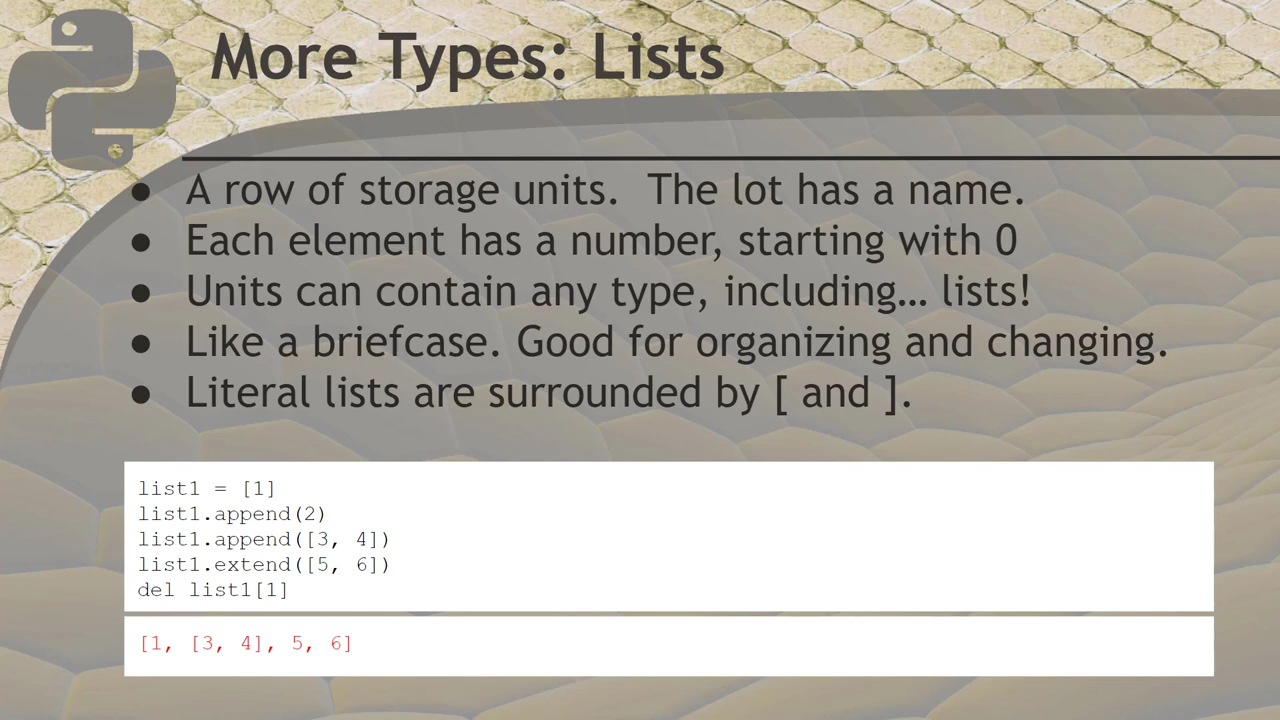 More Types: Lists
● A row of storage units.  The lot has a name.
● Each element has a number, starting with 0
● Units can contain any type, including… lists!
● Like a briefcase. Good for organizing and changing.
● Literal lists are surrounded by [ and ].
list1 = [1]
list1.append(2)
list1.append([3, 4])
list1.extend([5, 6])
del list1[1]
[1, [3, 4], 5, 6]